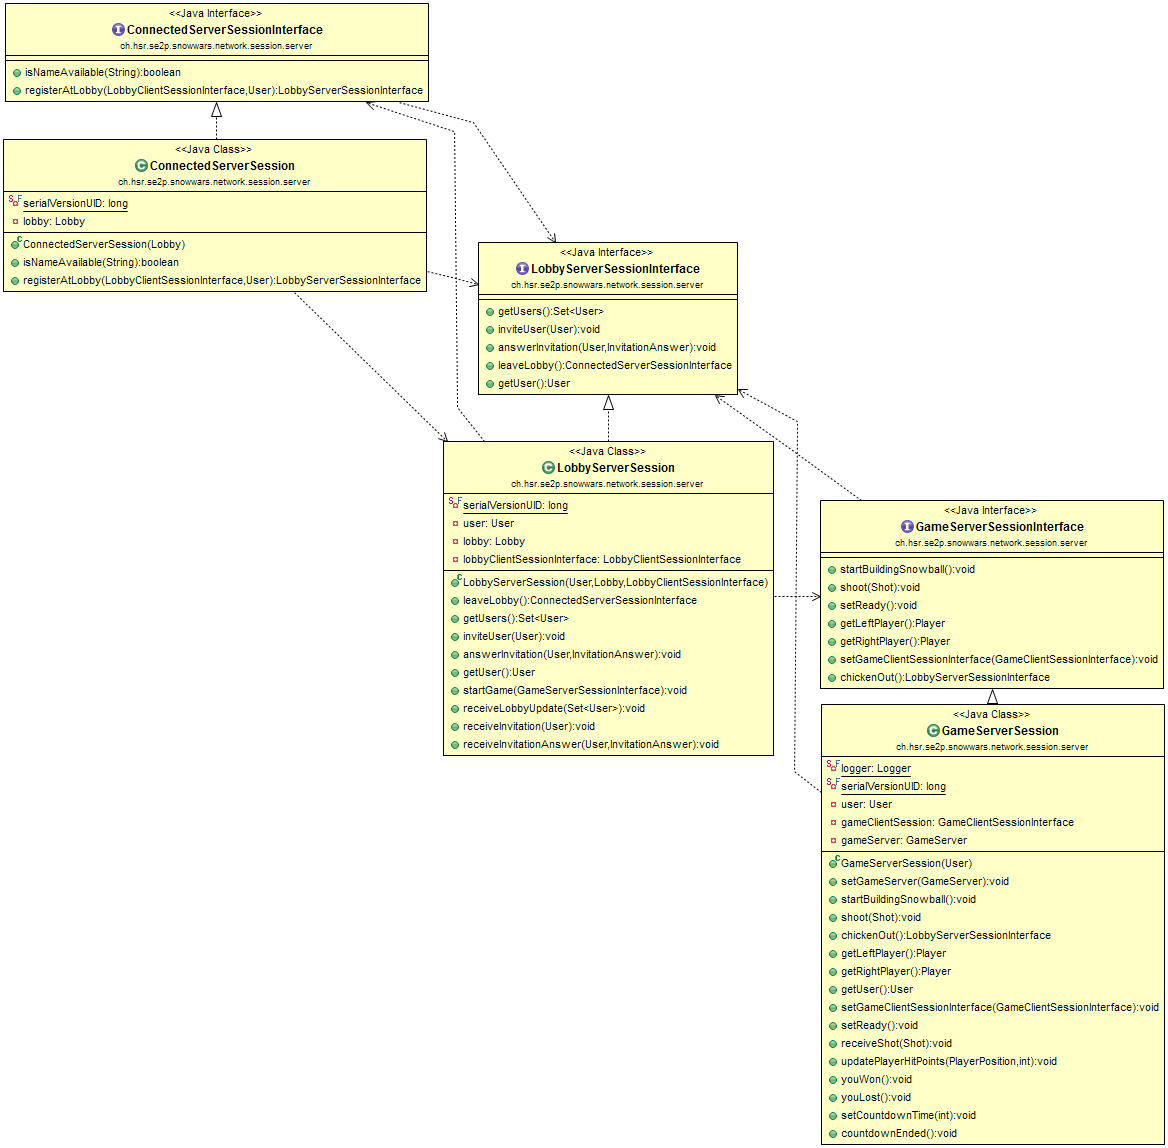 <<Java Interface>>
ConnectedServerSessionInterface
ch.hsr.se2p.snowwars.network.session.server
isNameAvailable(String):boolean
registerAtLobby(LobbyClientSessionInterface,User):LobbyServerSessionInterface
<<Java Class>>
ConnectedServerSession
ch.hsr.se2p.snowwars.network.session.server
serialVersionUID: long
lobby: Lobby
ConnectedServerSession(Lobby)
isNameAvailable(String):boolean
registerAtLobby(LobbyClientSessionInterface,User):LobbyServerSessionInterface
<<Java Interface>>
LobbyServerSessionInterface
ch.hsr.se2p.snowwars.network.session.server
getUsers():Set<User>
inviteUser(User):void
answerInvitation(User,InvitationAnswer):void
leaveLobby():ConnectedServerSessionInterface
getUser():User
<<Java Class>>
LobbyServerSession
ch.hsr.se2p.snowwars.network.session.server
serialVersionUID: long
user: User
lobby: Lobby
lobbyClientSessionInterface: LobbyClientSessionInterface
LobbyServerSession(User,Lobby,LobbyClientSessionInterface)
leaveLobby():ConnectedServerSessionInterface
getUsers():Set<User>
inviteUser(User):void
answerInvitation(User,InvitationAnswer):void
getUser():User
startGame(GameServerSessionInterface):void
receiveLobbyUpdate(Set<User>):void
receiveInvitation(User):void
receiveInvitationAnswer(User,InvitationAnswer):void
<<Java Interface>>
GameServerSessionInterface
ch.hsr.se2p.snowwars.network.session.server
startBuildingSnowball():void
shoot(Shot):void
setReady():void
getLeftPlayer():Player
getRightPlayer():Player
setGameClientSessionInterface(GameClientSessionInterface):void
chickenOut():LobbyServerSessionInterface
<<Java Class>>
GameServerSession
ch.hsr.se2p.snowwars.network.session.server
logger: Logger
serialVersionUID: long
user: User
gameClientSession: GameClientSessionInterface
gameServer: GameServer
GameServerSession(User)
setGameServer(GameServer):void
startBuildingSnowball():void
shoot(Shot):void
chickenOut():LobbyServerSessionInterface
getLeftPlayer():Player
getRightPlayer():Player
getUser():User
setGameClientSessionInterface(GameClientSessionInterface):void
setReady():void
receiveShot(Shot):void
updatePlayerHitPoints(PlayerPosition,int):void
youWon():void
youLost():void
setCountdownTime(int):void
countdownEnded():void